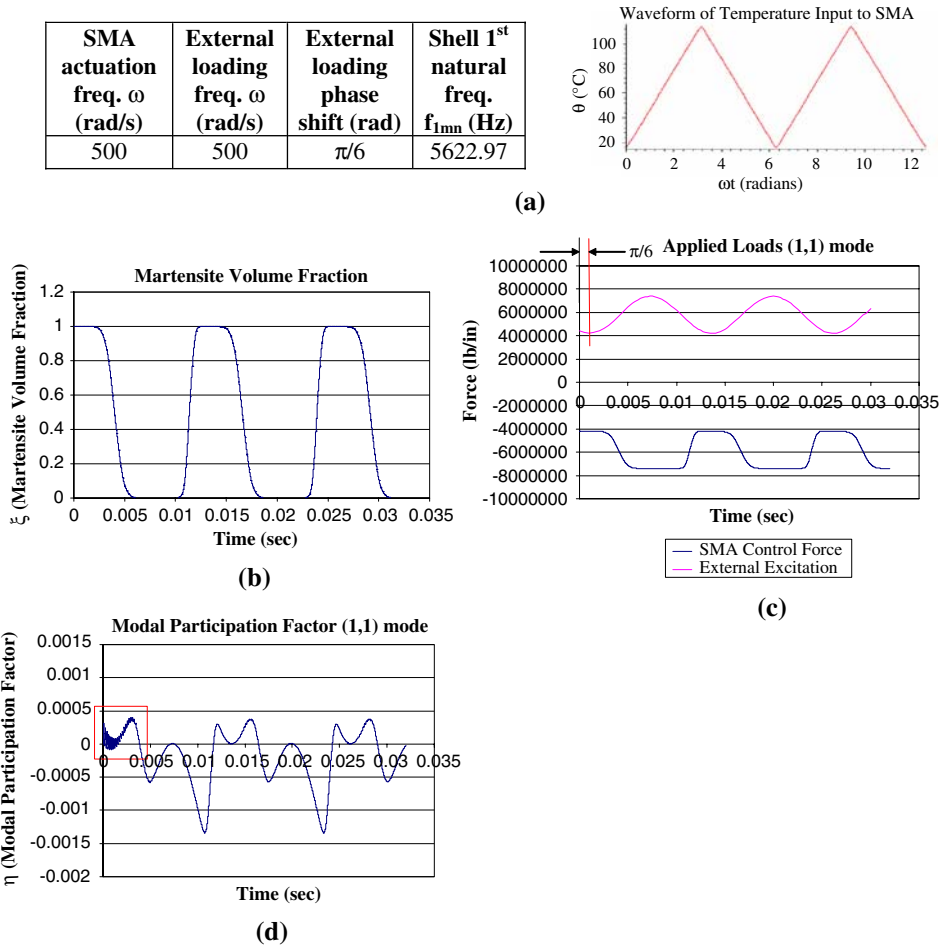 SMA actuation freq. ω (rad/s)
External loading freq. ω (rad/s)
External loading phase shift (rad)
Shell 1st natural freq. f1mn (Hz)
500
500
π/6
5622.97
Waveform of Temperature Input to SMA
θ (°C)
100
80
60
40
20
0
2
4
6
8
10
12
ωt (radians)
(a)
Martensite Volume Fraction
ξ (Martensite Volume Fraction)
1.2
1
0.8
0.6
0.4
0.2
0
0
0.005
0.01
0.015
0.02
0.025
0.03
0.035
Time (sec)
(b)
π/6
Applied Loads (1,1) mode
Force (lb/in)
10000000
8000000
6000000
4000000
2000000
0
-2000000
-4000000
-6000000
-8000000
-10000000
0
0.005
0.01
0.015
0.02
0.025
0.03
0.035
Time (sec)
SMA Control Force
External Excitation
(c)
Modal Participation Factor (1,1) mode
η (Modal Participation Factor)
0.0015
0.001
0.0005
0
-0.0005
-0.001
-0.0015
-0.002
0
0.005
0.01
0.015
0.02
0.025
0.03
0.035
Time (sec)
(d)